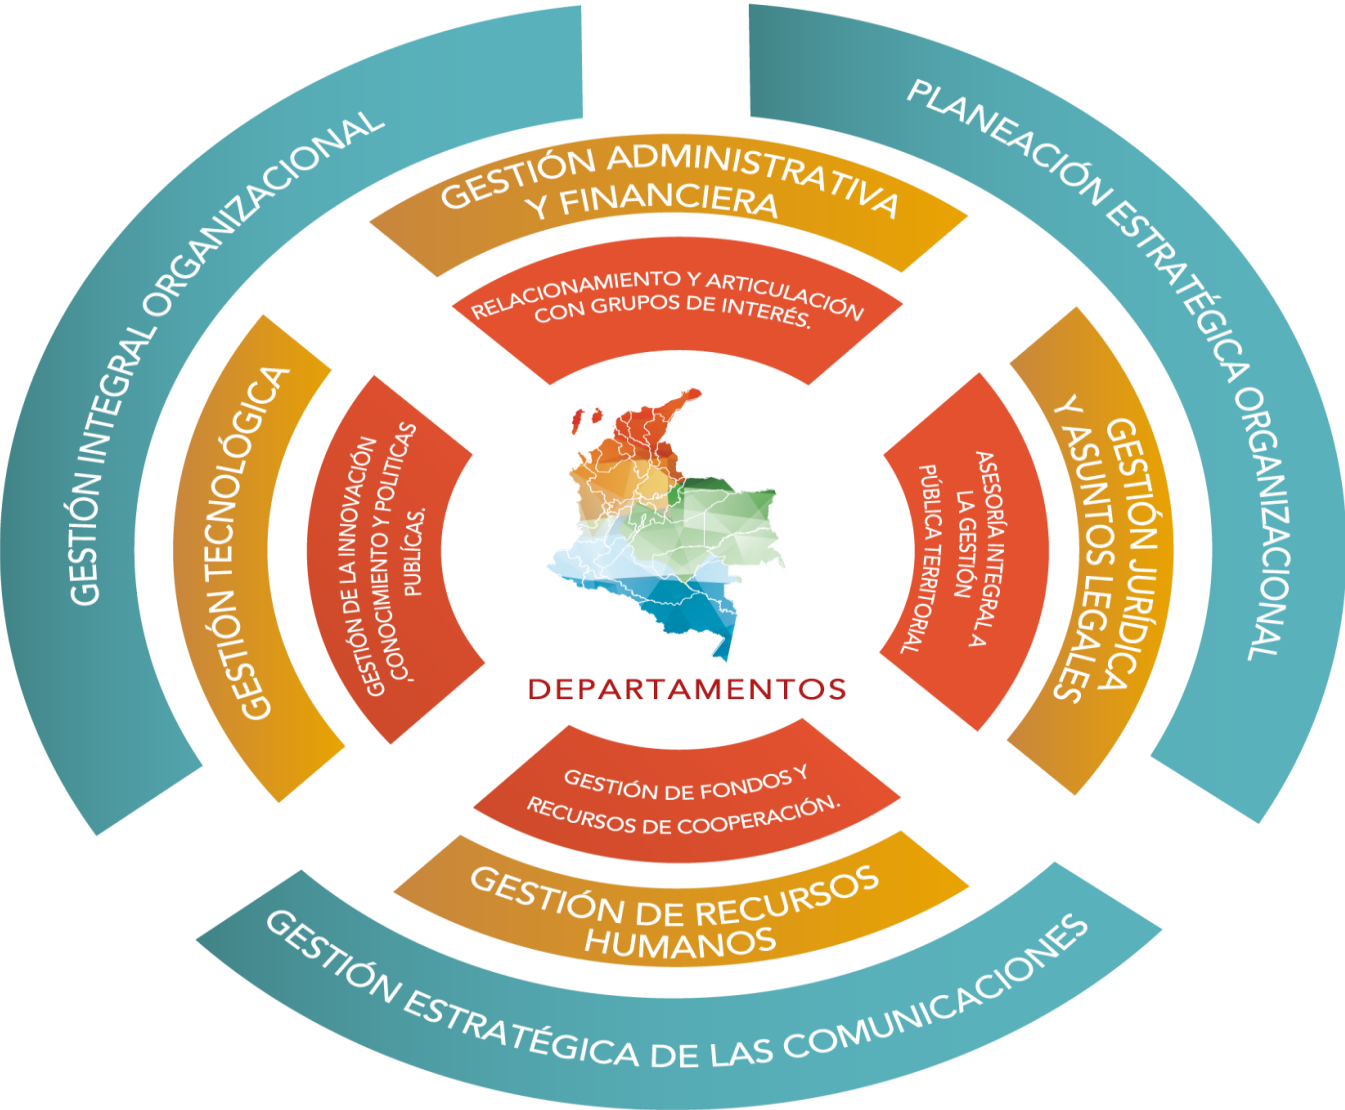 GESTIÓN INTEGRAL ORGANIZACIONAL
PLANEACIÓN ESTRATÉGICA ORGANIZACIONAL
GESTIÓN ADMINISTRATIVA
Y FINANCIERA
RELACIONAMIENTO Y ARTICULACIÓN
CON GRUPOS DE INTERÉS.
GESTIÓN TECNOLÓGICA
GESTIÓN DE LA INNOVACIÓN
,CONOCIMIENTO Y POLITICAS
PUBLÍCAS.
ASESORÍA INTEGRAL A
LA GESTIÓN
PÚBLICA TERRITORIAL
GESTIÓN JURÍDICA
Y ASUNTOS LEGALES
DEPARTAMENTOS
GESTIÓN DE FONDOS Y
RECURSOS DE COOPERACIÓN.
GESTIÓN DE RECURSOS
HUMANOS
GESTIÓN ESTRATÉGICA DE LAS COMUNICACIONES